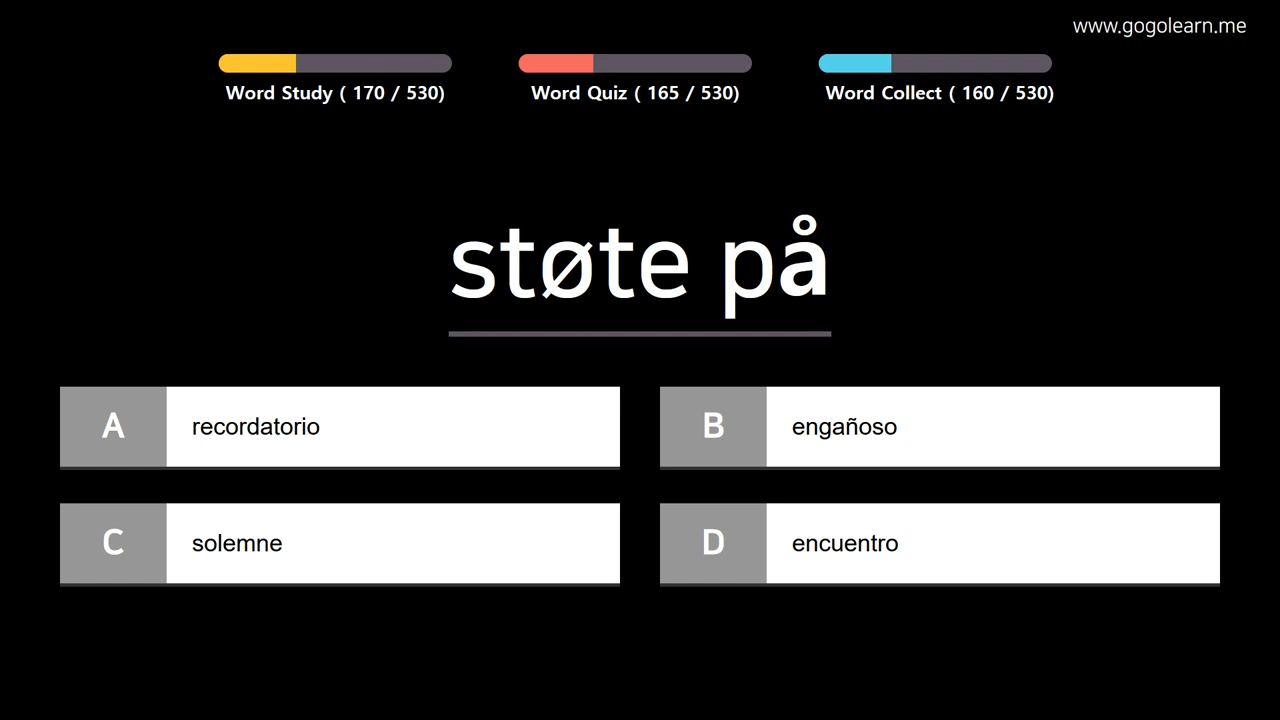 www.gogolearn.me
Word Study ( 170 / 530)
Word Quiz ( 165 / 530)
Word Collect ( 160 / 530)
støte på
A recordatorio
B engañoso
C solemne
D encuentro